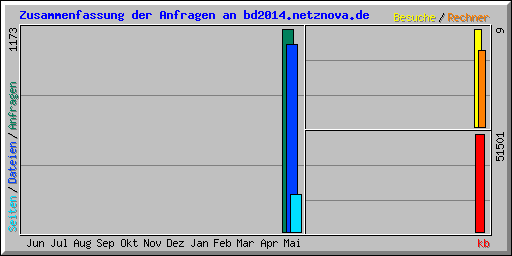 Zusammenfassung der Anfragen an bd2014.netznova.de
Besuche / Rechner
1173
9
Seiten / Dateien / Anfragen
51501
Jun Jul Aug Sep Okt Nov Dez Jan Feb Mar Apr Mai
kb